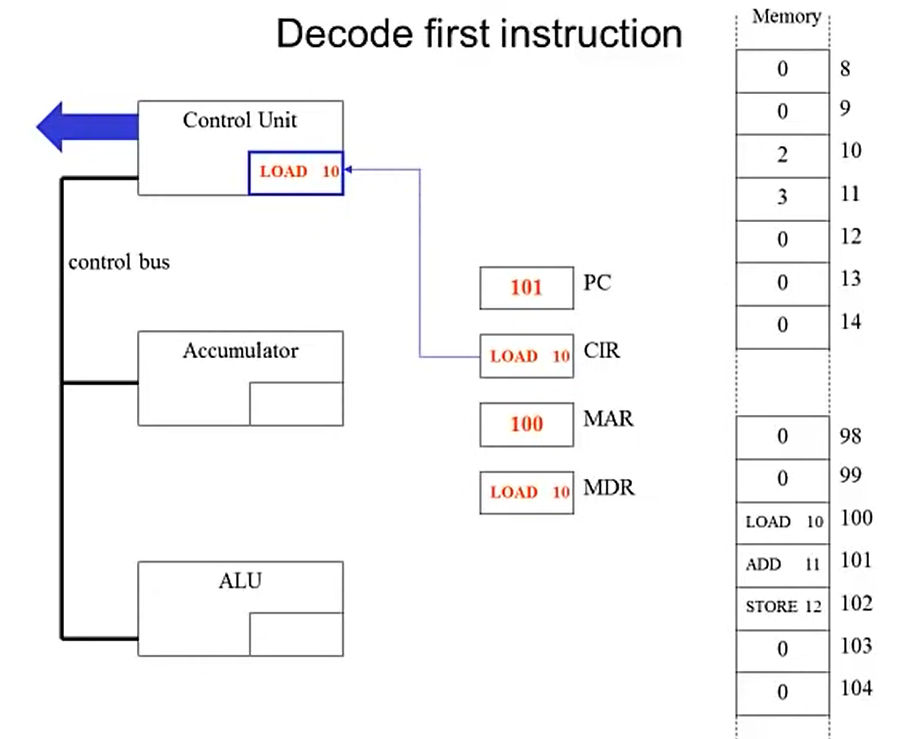 Decode first instruction
Memory
Control Unit
LOAD 10
control bus
Accumulator
ALU
101 PC
LOAD 10 CIR
100 MAR
LOAD 10 MDR
0 8
0 9
2 10
3 11
0 12
0 13
0 14
0 98
0 99
LOAD 10 100
ADD 11 101
STORE 12 102
0 103
0 104